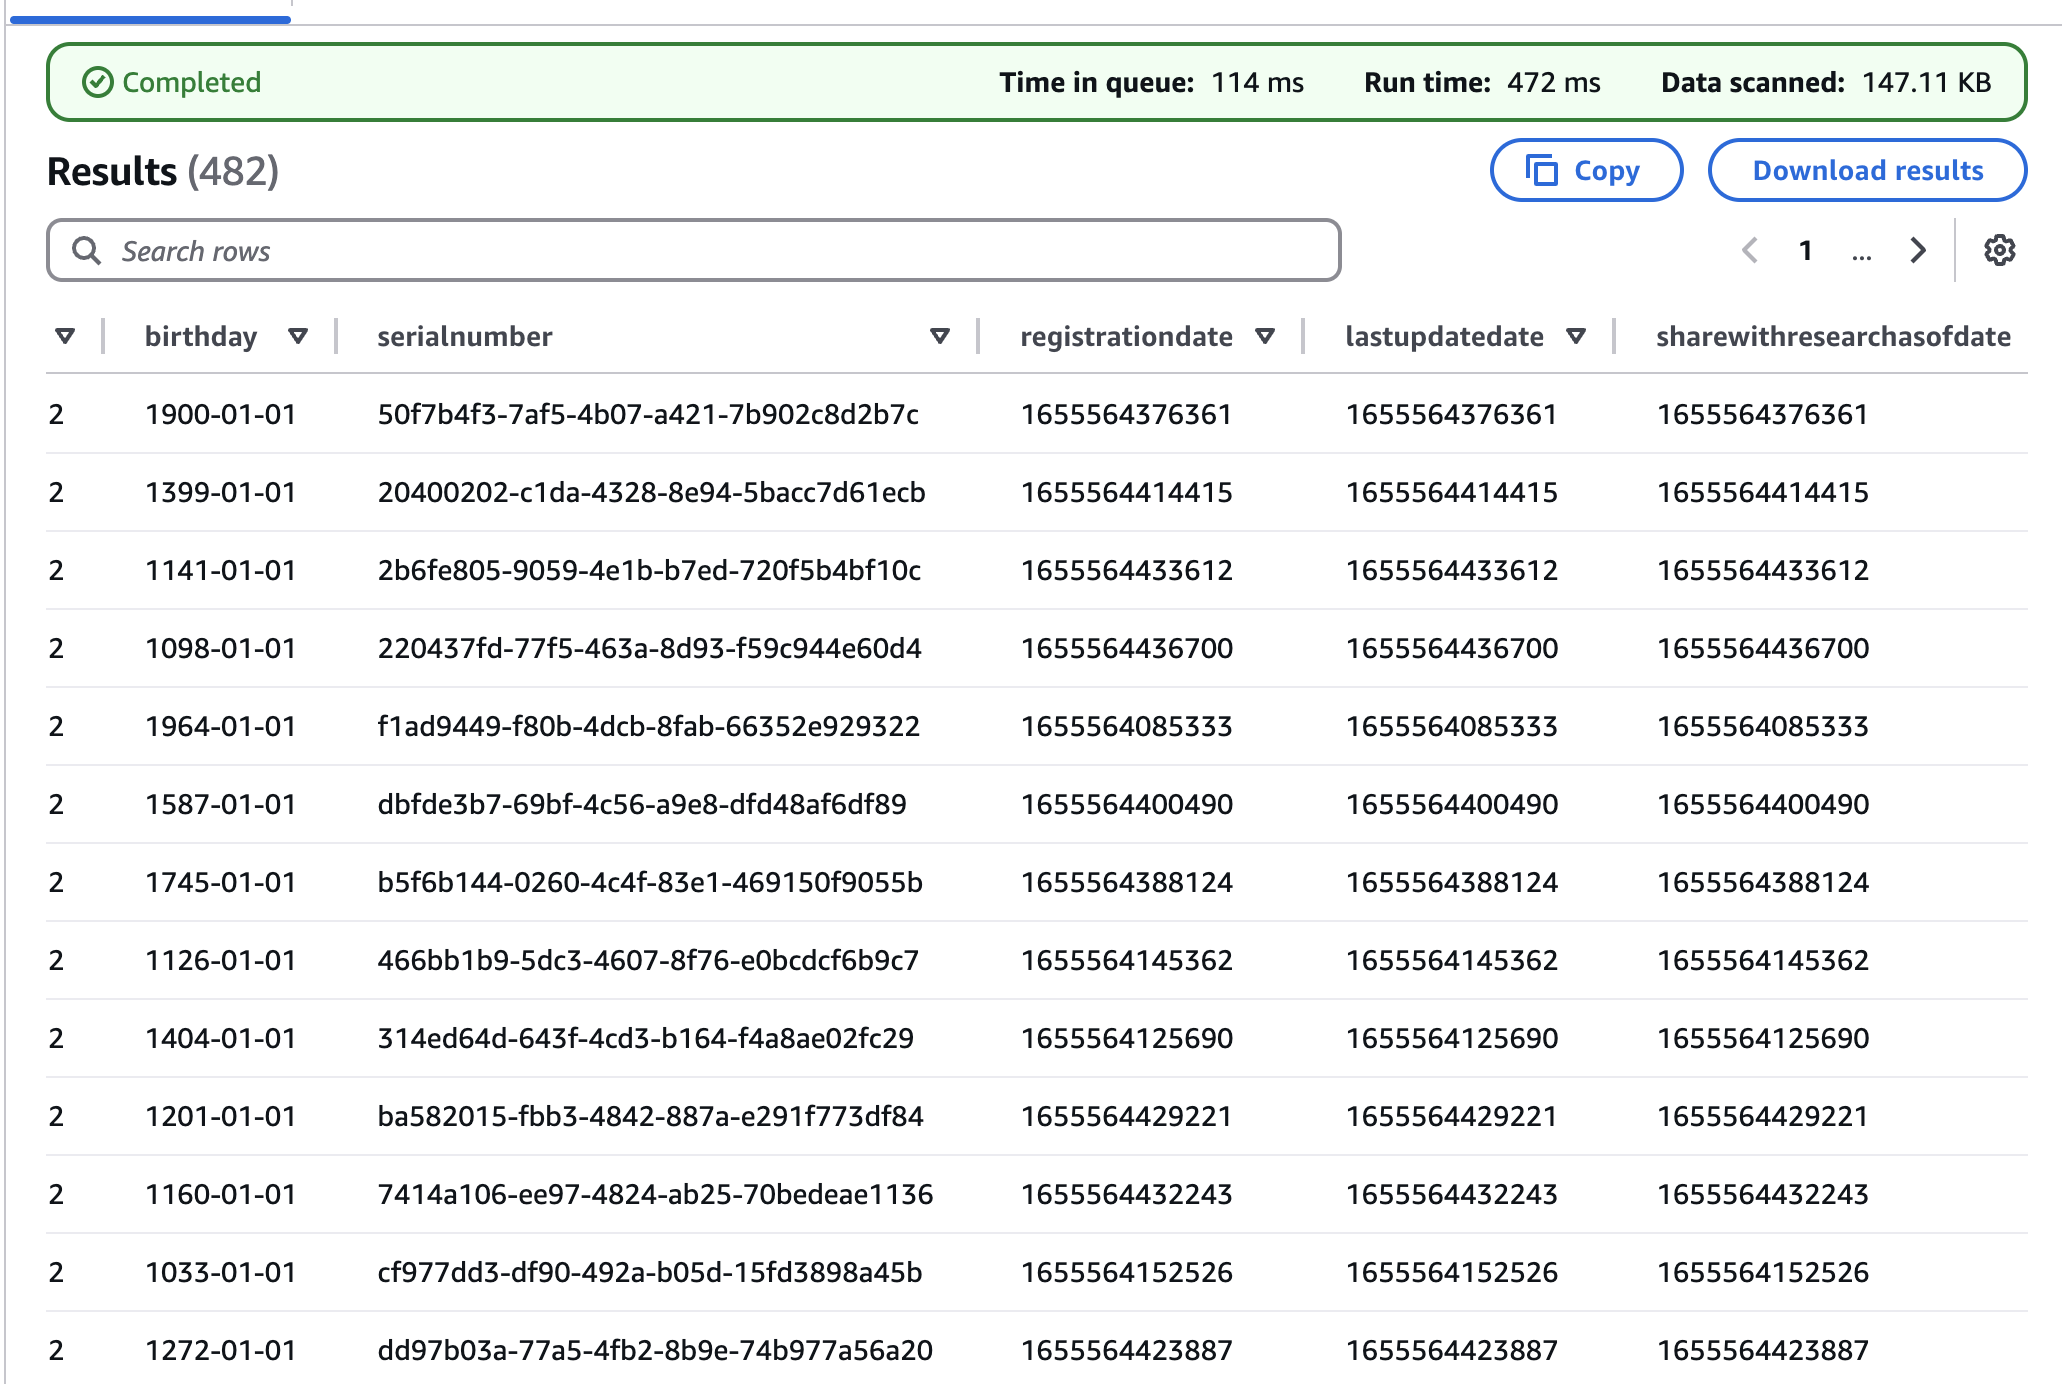 Completed Time in queue: 114 ms Run time: 472 ms Data scanned: 147.11 KB
Results (482) Copy Download results
Search rows 1 ...
birthday serialnumber registrationdate lastupdatedate sharewithresearchasofdate
2 1900-01-01 50f7b4f3-7af5-4b07-a421-7b902c8d2b7c 1655564376361 1655564376361 1655564376361
2 1399-01-01 20400202-c1da-4328-8e94-5bacc7d61ecb 1655564414415 1655564414415 1655564414415
2 1141-01-01 2b6fe805-9059-4e1b-b7ed-720f5b4bf10c 1655564433612 1655564433612 1655564433612
2 1098-01-01 220437fd-77f5-463a-8d93-f59c944e60d4 1655564436700 1655564436700 1655564436700
2 1964-01-01 f1ad9449-f80b-4dcb-8fab-66352e929322 1655564085333 1655564085333 1655564085333
2 1587-01-01 dbfde3b7-69bf-4c56-a9e8-dfd48af6df89 1655564400490 1655564400490 1655564400490
2 1745-01-01 b5f6b144-0260-4c4f-83e1-469150f9055b 1655564388124 1655564388124 1655564388124
2 1126-01-01 466bb1b9-5dc3-4607-8f76-e0bcdcf6b9c7 1655564145362 1655564145362 1655564145362
2 1404-01-01 314ed64d-643f-4cd3-b164-f4a8ae02fc29 1655564125690 1655564125690 1655564125690
2 1201-01-01 ba582015-fbb3-4842-887a-e291f773df84 1655564429221 1655564429221 1655564429221
2 1160-01-01 7414a106-ee97-4824-ab25-70bedeae1136 1655564432243 1655564432243 1655564432243
2 1033-01-01 cf977dd3-df90-492a-b05d-15fd3898a45b 1655564152526 1655564152526 1655564152526
2 1272-01-01 dd97b03a-77a5-4fb2-8b9e-74b977a56a20 1655564423887 1655564423887 1655564423887